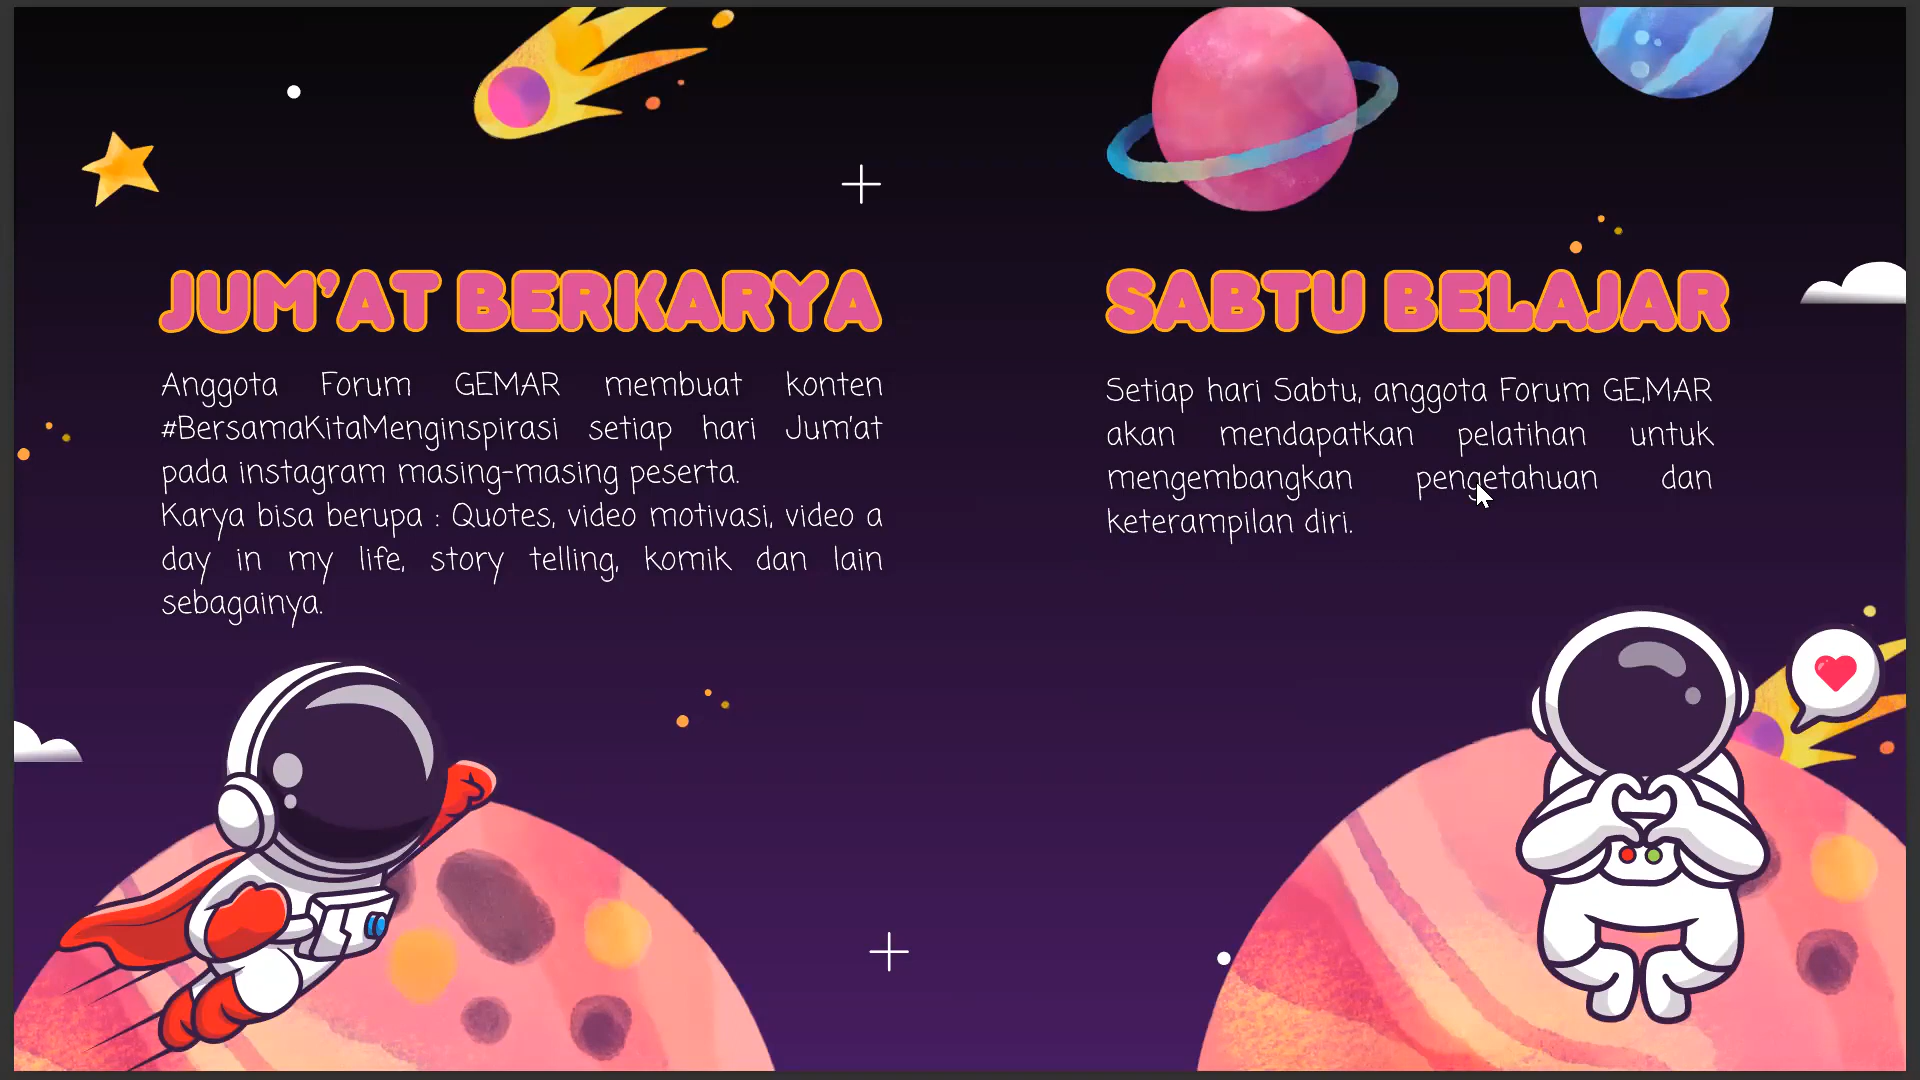 JUM'AT BERKARYA
Anggota Forum GEMAR membuat konten
#BersamaKitaMenginspirasi setiap hari Jum'at
pada instagram masing-masing peserta.
Karya bisa berupa : Quotes, video motivasi, video a
day in my life, story telling, komik dan lain
sebagainya.
SABTU BELAJAR
Setiap hari Sabtu, anggota Forum GEMAR
akan mendapatkan pelatihan untuk
mengembangkan pengetahuan dan
keterampilan diri.